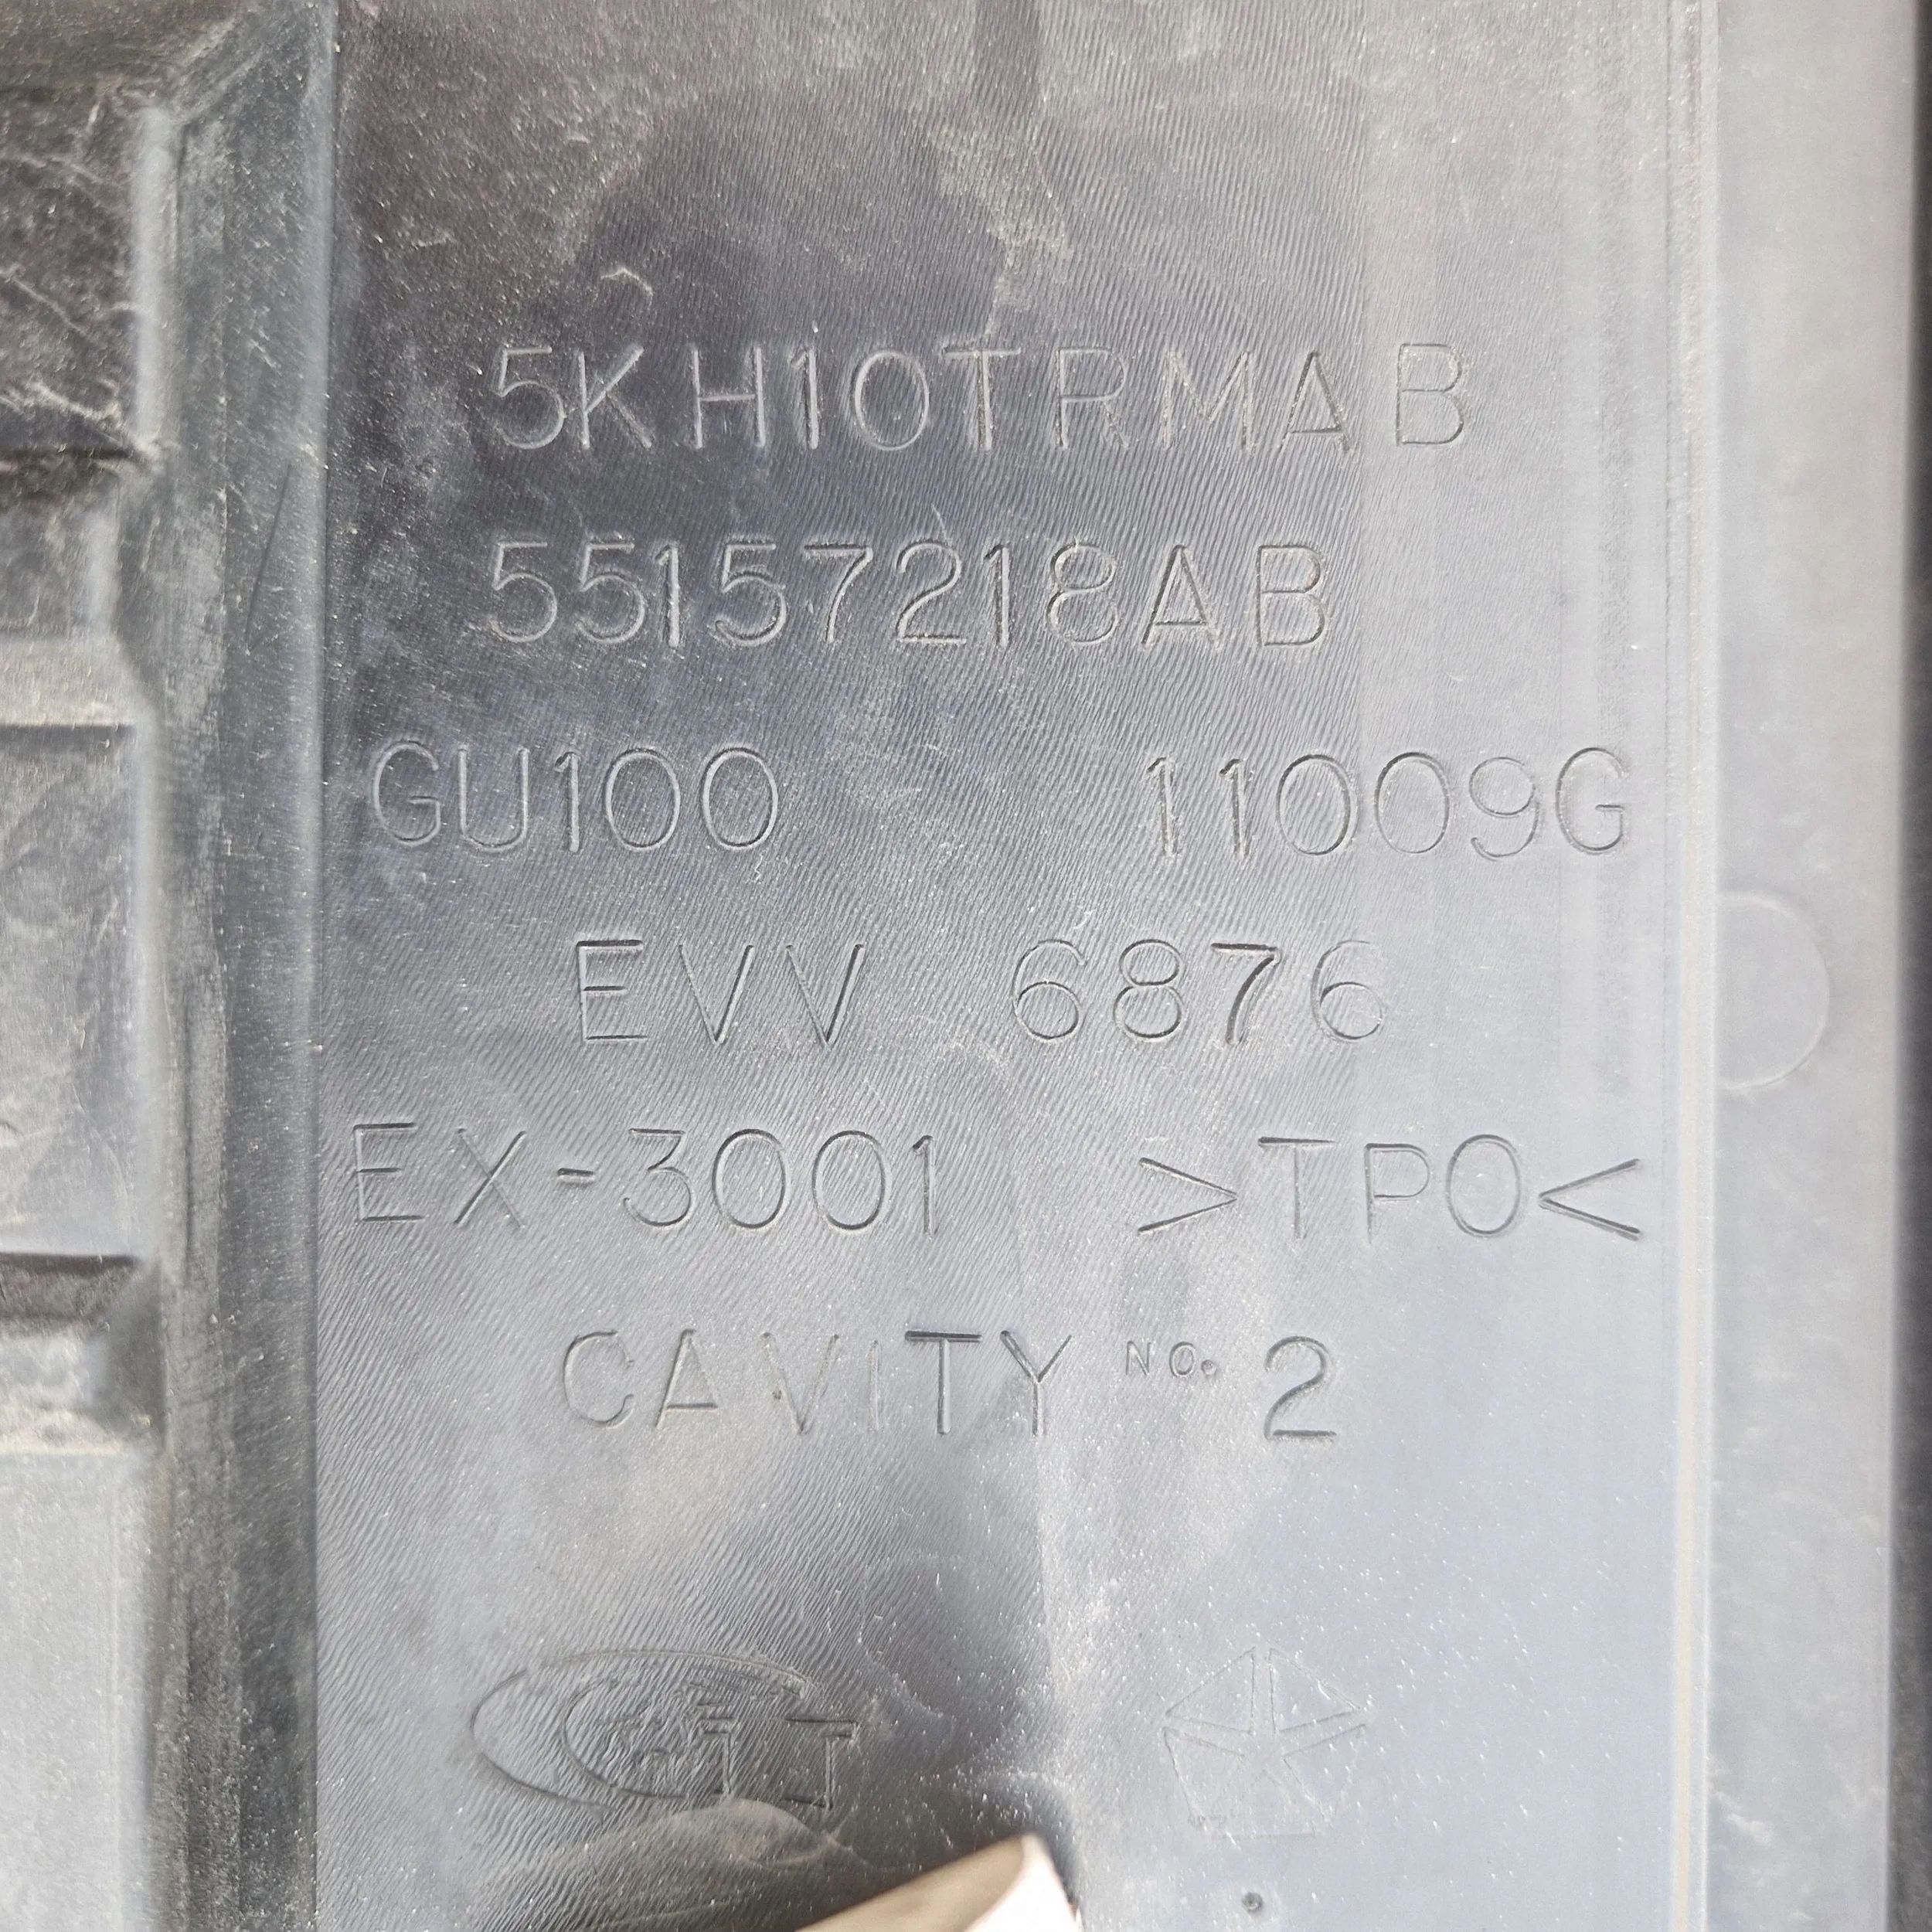 5KH10TRMAB
55157218AB
GU100 11009G
EVV 6876
EX-3001 >TPO<
CAVITY NO. 2